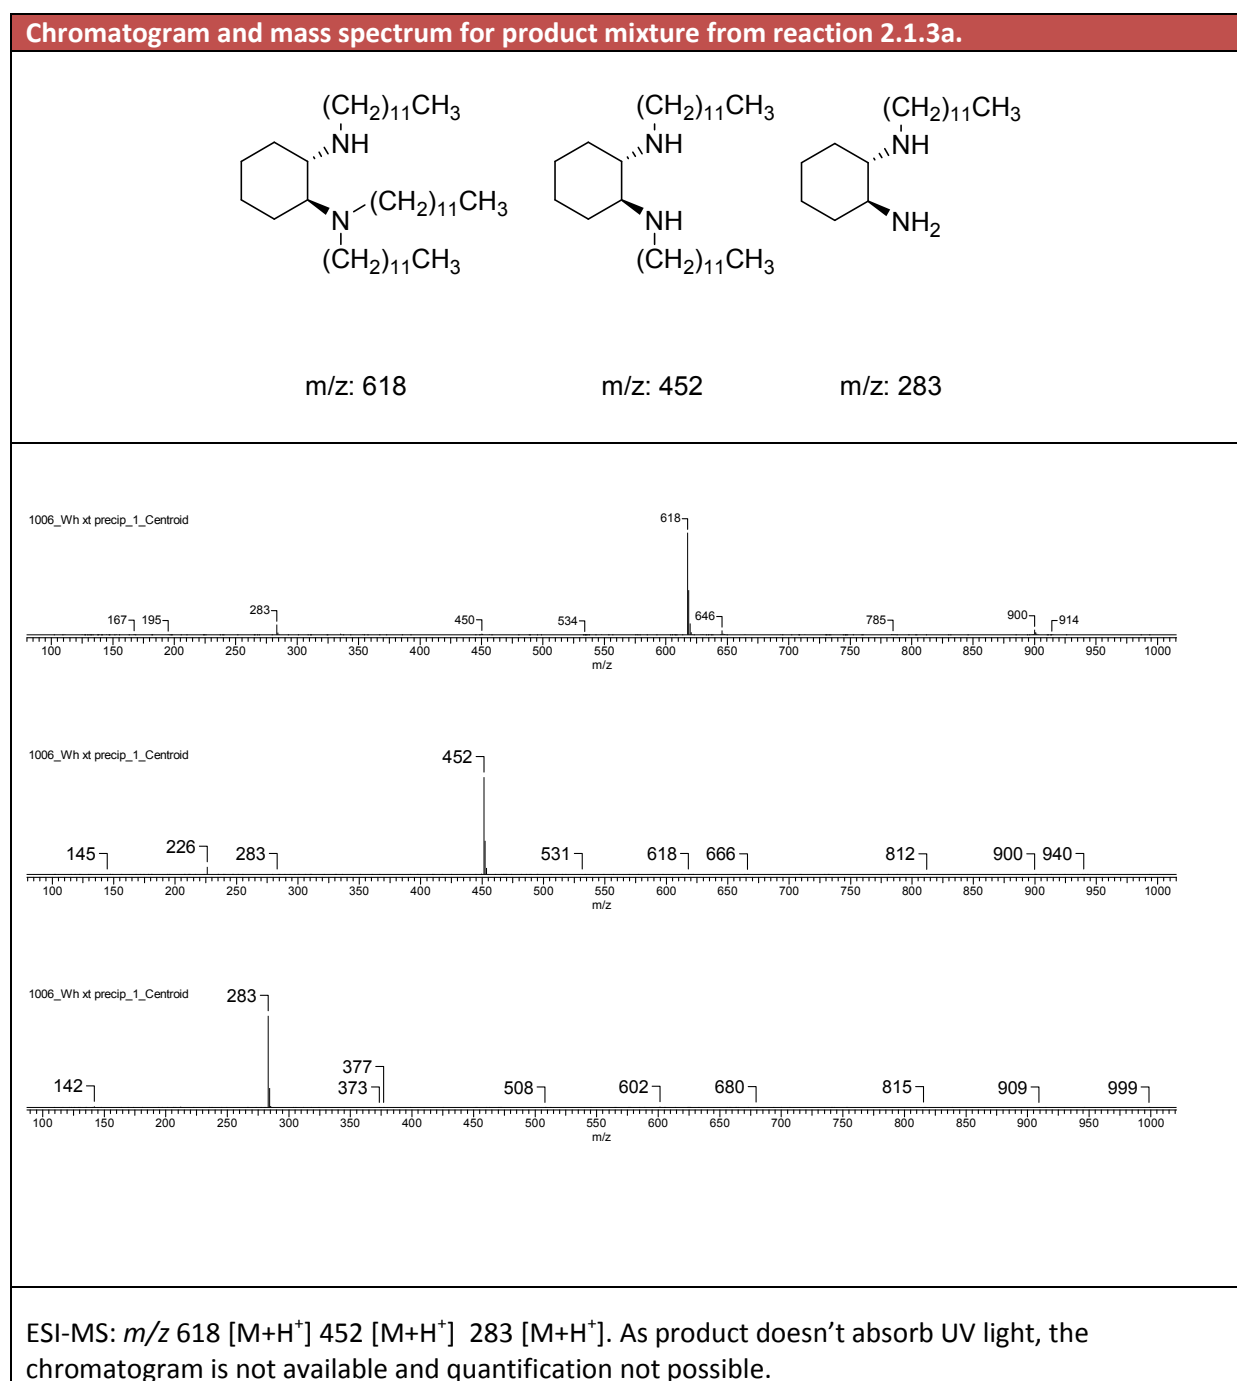 Chromatogram and mass spectrum for product mixture from reaction 2.1.3a.
(CH2)11CH3 (CH2)11CH3 (CH2)11CH3
NH NH NH
N (CH2)11CH3 NH NH2
(CH2)11CH3 (CH2)11CH3
m/z: 618 m/z: 452 m/z: 283
1006_Wh xt precip_1_Centroid
618
167 195 283 450 534 646 785 900 914
100 150 200 250 300 350 400 450 500 550 600 650 700 750 800 850 900 950 1000
m/z
1006_Wh xt precip_1_Centroid
452
145 226 283 531 618 666 812 900 940
100 150 200 250 300 350 400 450 500 550 600 650 700 750 800 850 900 950 1000
m/z
1006_Wh xt precip_1_Centroid
283
377
142 373 508 602 680 815 909 999
100 150 200 250 300 350 400 450 500 550 600 650 700 750 800 850 900 950 1000
m/z
ESI-MS: m/z 618 [M+H+] 452 [M+H+] 283 [M+H+]. As product doesn’t absorb UV light, the
chromatogram is not available and quantification not possible.